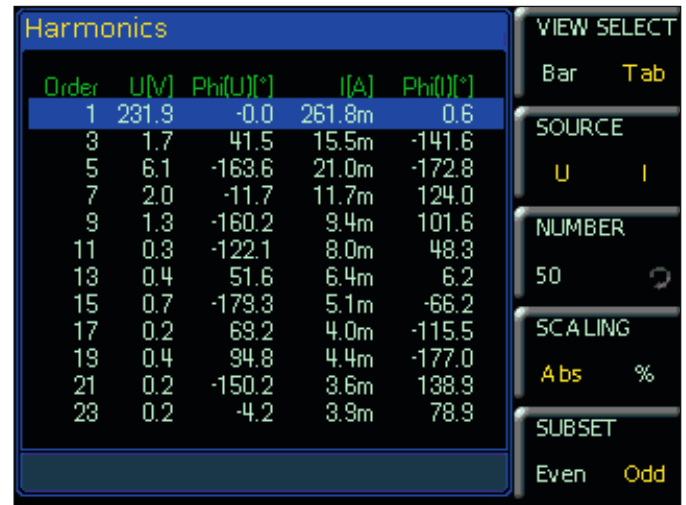 Harmonics
Order U[V] Phi(U)[°] I[A] Phi(I)[°]
1 231.9 -0.0 261.8m 0.6
3 1.7 41.5 15.5m -141.6
5 6.1 -163.6 21.0m -172.8
7 2.0 -11.7 11.7m 124.0
9 1.3 -160.2 9.4m 101.6
11 0.3 -122.1 8.0m 48.3
13 0.4 51.6 6.4m 6.2
15 0.7 -179.3 5.1m -66.2
17 0.2 69.2 4.0m -115.5
19 0.4 94.8 4.4m -177.0
21 0.2 -150.2 3.6m 138.9
23 0.2 -4.2 3.9m 78.9
VIEW SELECT
Bar Tab
SOURCE
U I
NUMBER
50
SCALING
Abs %
SUBSET
Even Odd